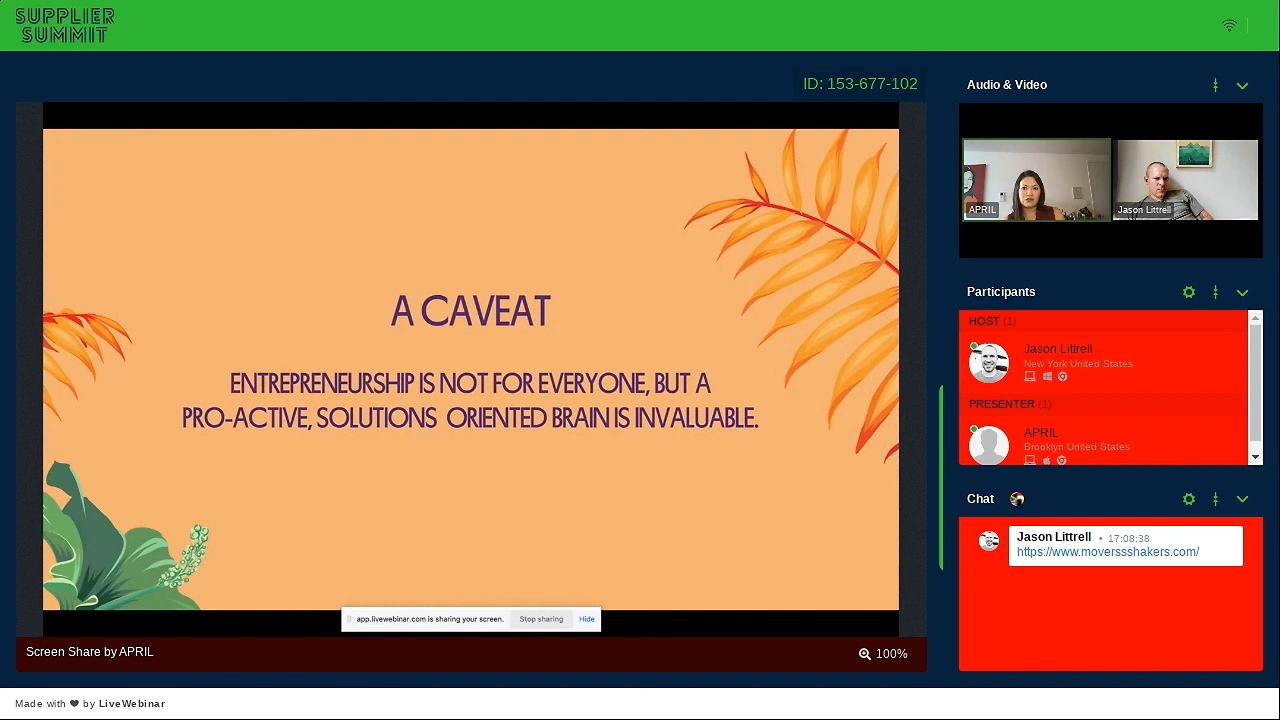 SUPPLIER
SUMMIT
ID: 153-677-102
A CAVEAT
ENTREPRENEURSHIP IS NOT FOR EVERYONE, BUT A
PRO-ACTIVE, SOLUTIONS ORIENTED BRAIN IS INVALUABLE.
app.livewebinar.com is sharing your screen. Stop sharing Hide
Screen Share by APRIL
100%
Audio & Video
APRIL
Jason Littrell
Participants
HOST (1)
Jason Littrell
New York United States
PRESENTER (1)
APRIL
Brooklyn United States
Chat
Jason Littrell • 17:08:38
https://www.moverssshakers.com/
Made with ❤ by LiveWebinar